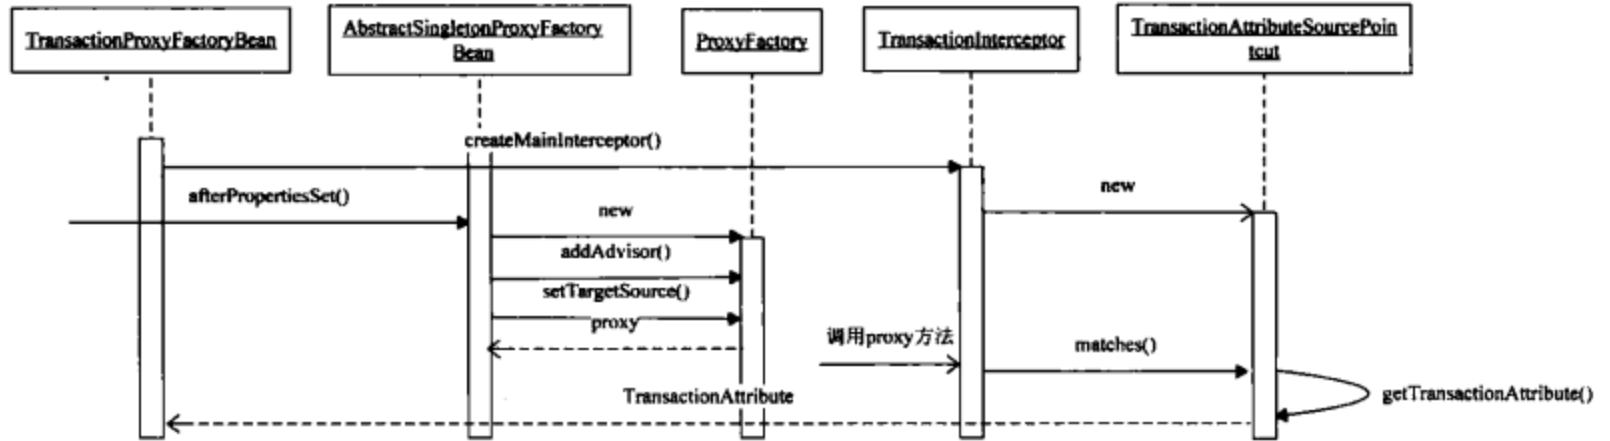 TransactionProxyFactoryBean
AbstractSingletonProxyFactory
Bean
ProxyFactory
TransactionInterceptor
TransactionAttributeSourcePoin
tcut
createMainInterceptor()
afterPropertiesSet()
new
new
addAdvisor()
setTargetSource()
proxy
调用proxy方法
matches()
getTransactionAttribute()
TransactionAttribute